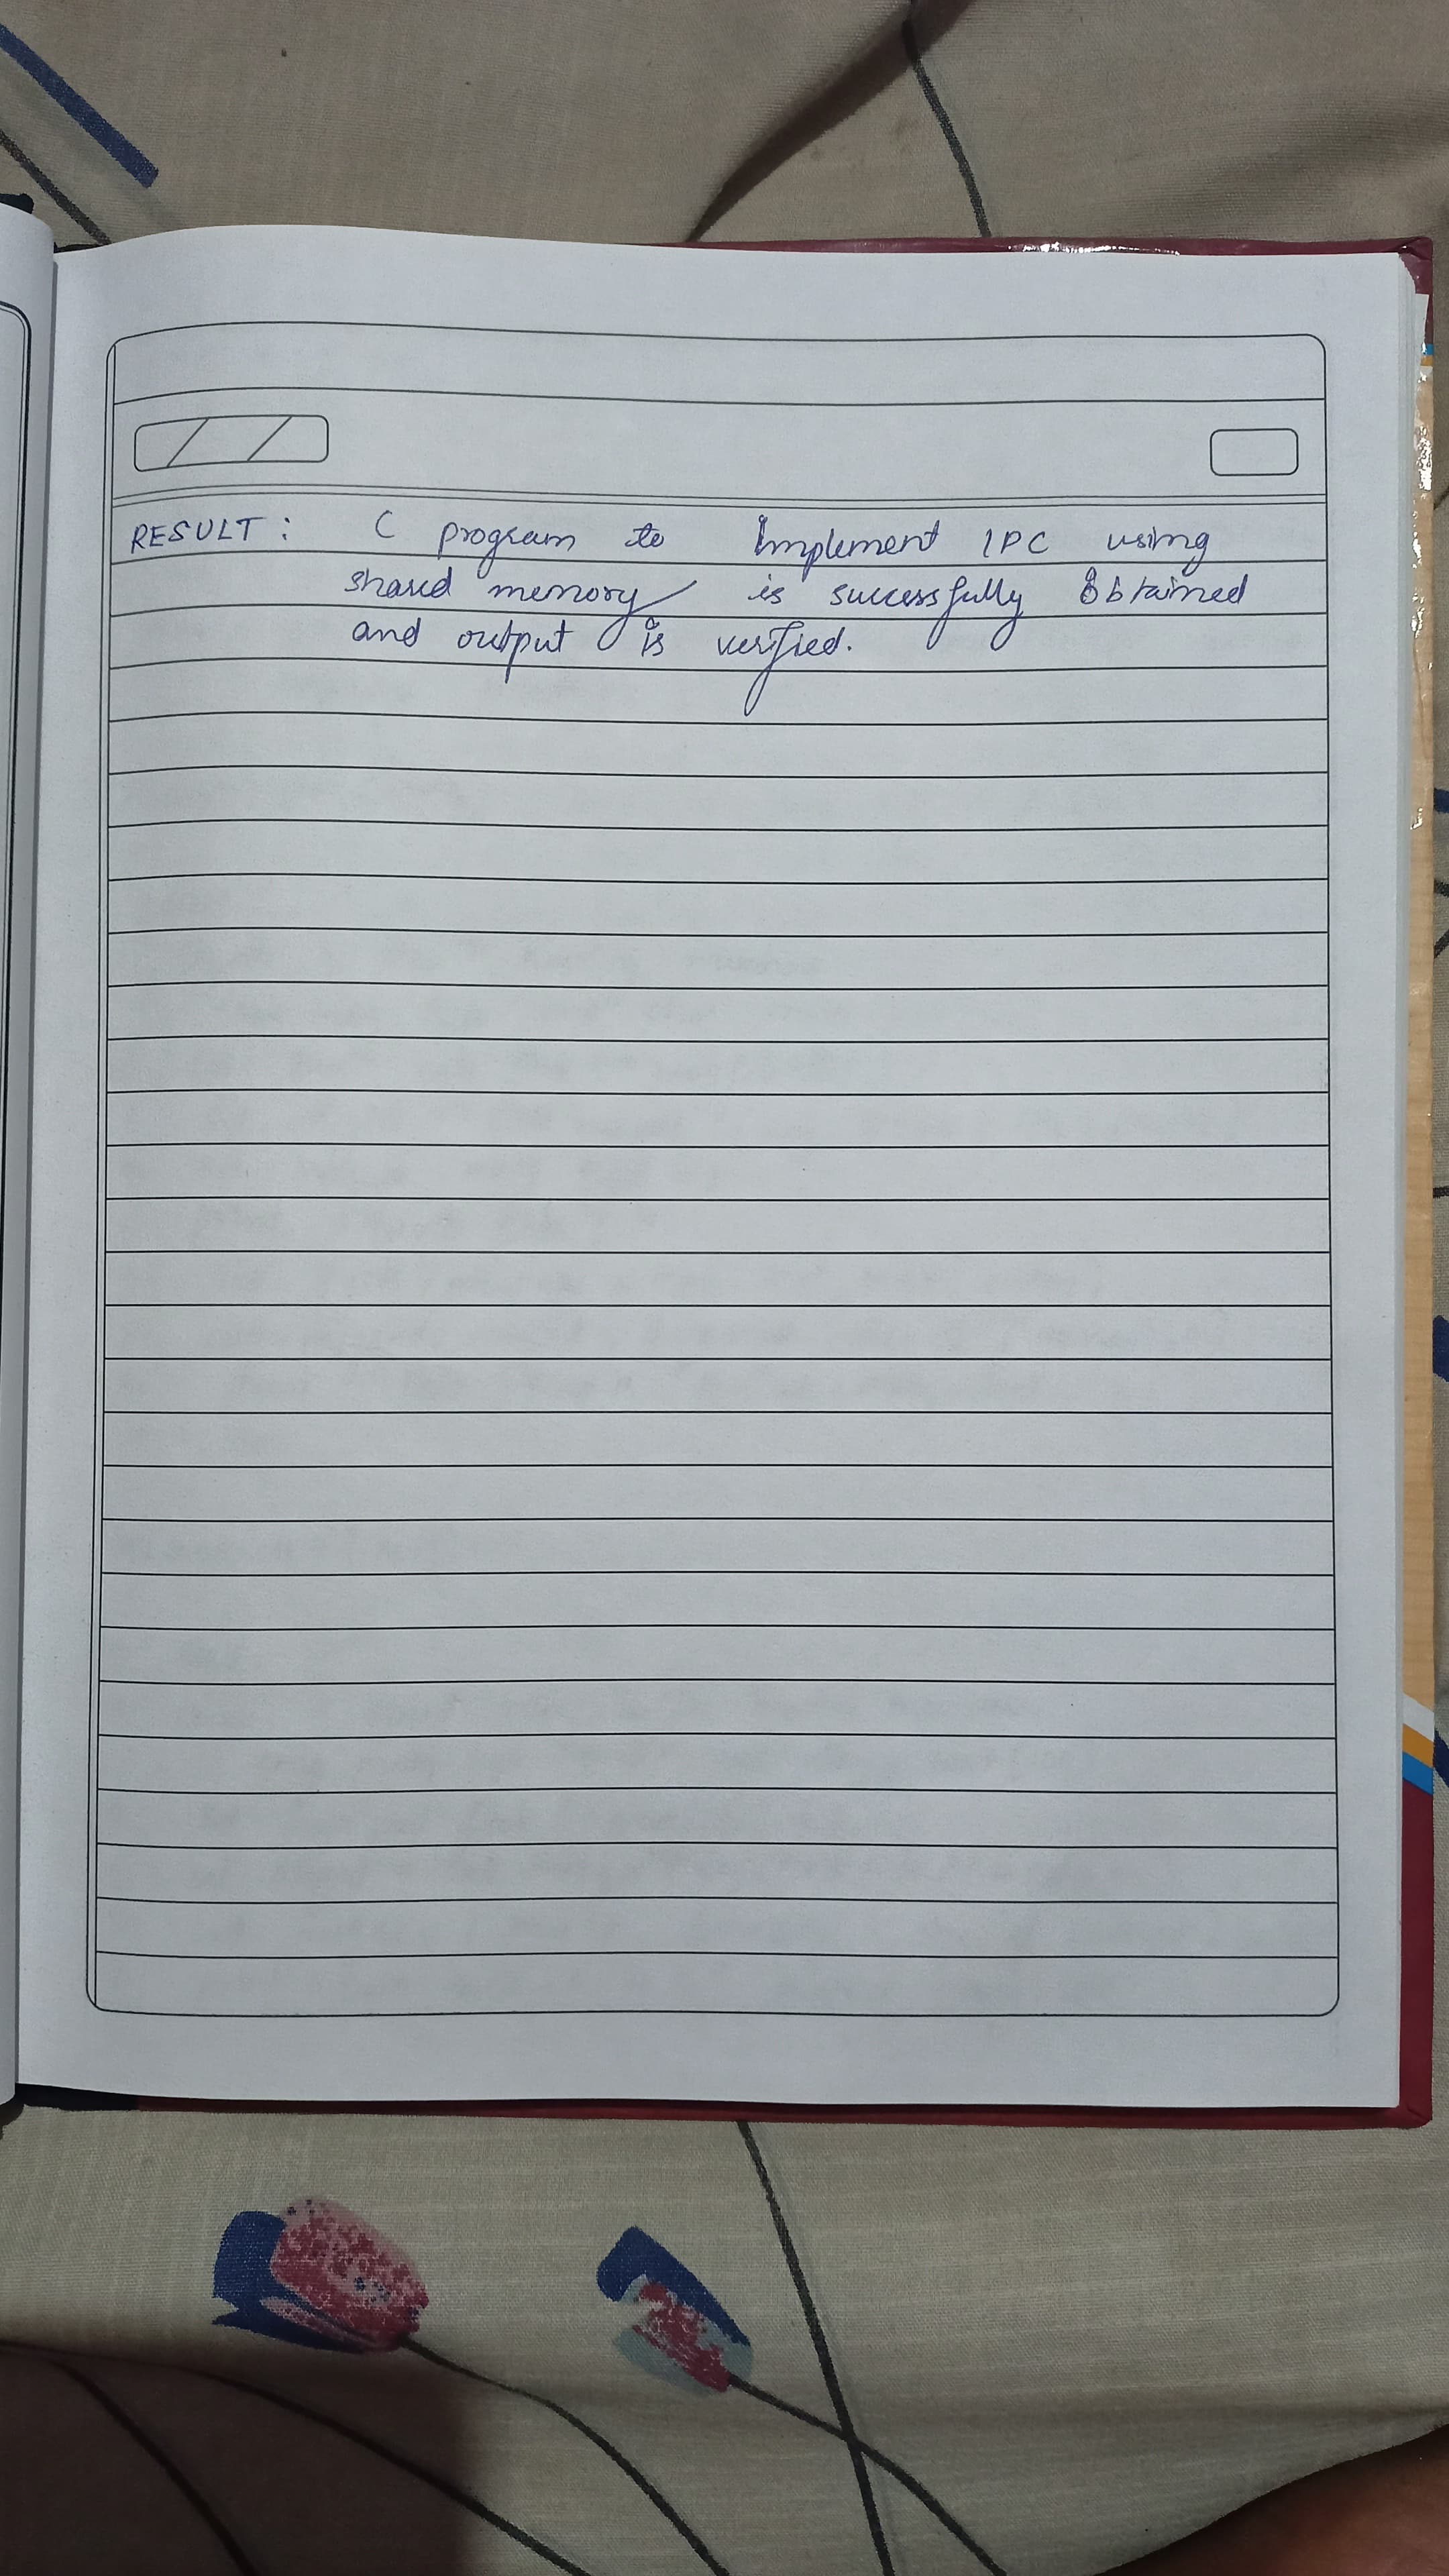 RESULT : C program to Implement IPC using
shared memory is successfully Obtained
and output is verified.